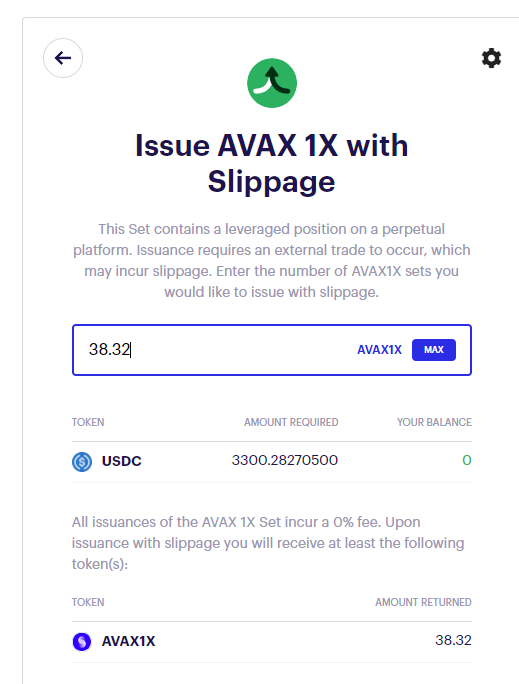 Issue AVAX 1X with
Slippage
This Set contains a leveraged position on a perpetual
platform. Issuance requires an external trade to occur, which
may incur slippage. Enter the number of AVAX1X sets you
would like to issue with slippage.
38.32 AVAX1X MAX
TOKEN AMOUNT REQUIRED YOUR BALANCE
USDC 3300.28270500 0
All issuances of the AVAX 1X Set incur a 0% fee. Upon
issuance with slippage you will receive at least the following
token(s):
TOKEN AMOUNT RETURNED
AVAX1X 38.32